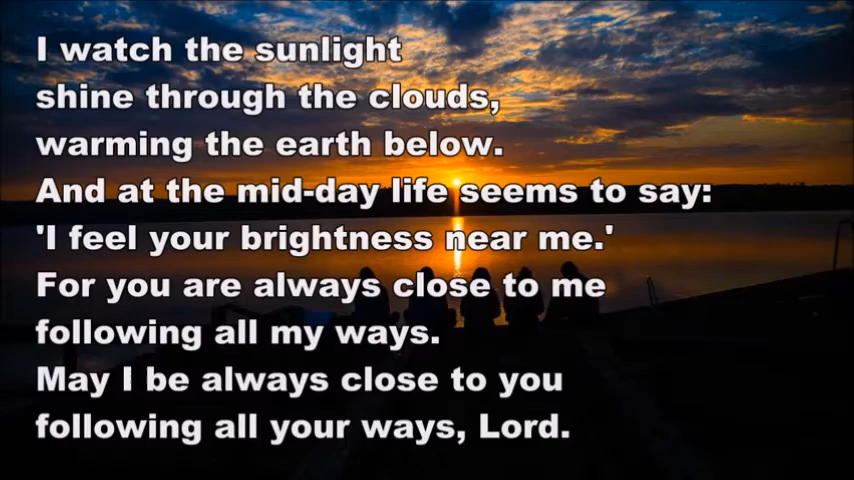 I watch the sunlight
shine through the clouds,
warming the earth below.
And at the mid-day life seems to say:
'I feel your brightness near me.'
For you are always close to me
following all my ways.
May I be always close to you
following all your ways, Lord.